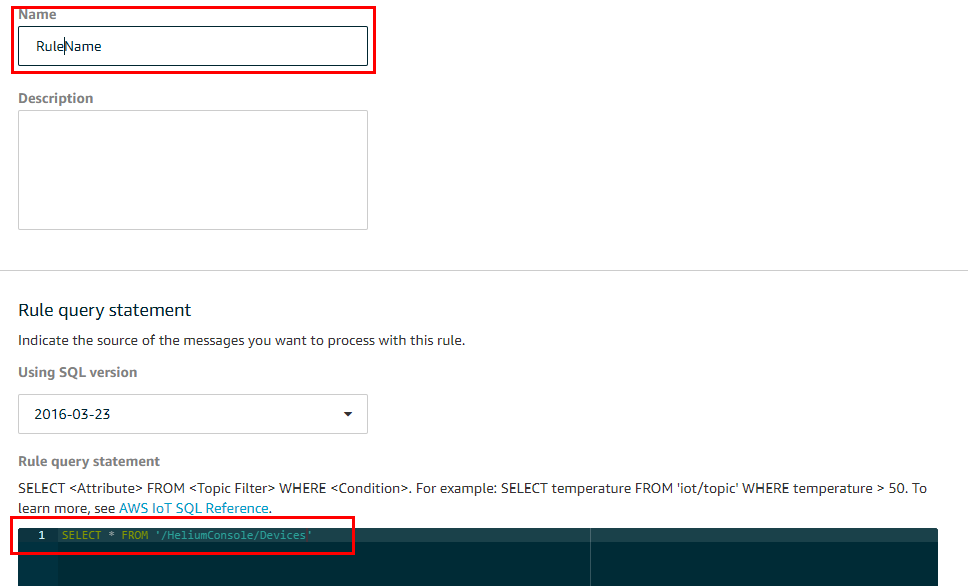 Name
RuleName
Description
Rule query statement
Indicate the source of the messages you want to process with this rule.
Using SQL version
2016-03-23
Rule query statement
SELECT <Attribute> FROM <Topic Filter> WHERE <Condition>. For example: SELECT temperature FROM 'iot/topic' WHERE temperature > 50. To
learn more, see AWS IoT SQL Reference.
1 SELECT * FROM '/HeliumConsole/Devices'